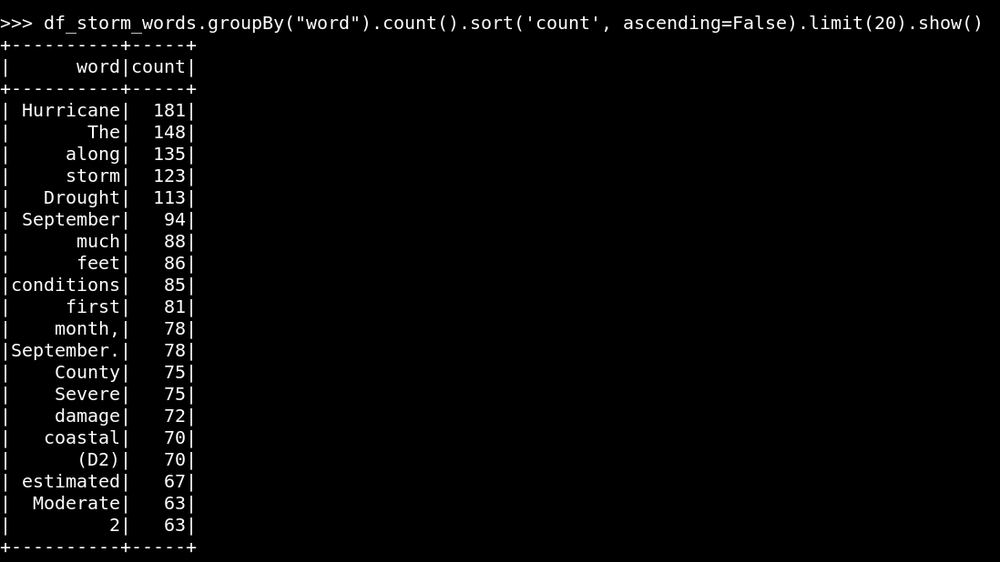 >>> df_storm_words.groupBy("word").count().sort('count', ascending=False).limit(20).show()
+----------+-----+
|      word|count|
+----------+-----+
| Hurricane|  181|
|       The|  148|
|     along|  135|
|     storm|  123|
|   Drought|  113|
| September|   94|
|      much|   88|
|      feet|   86|
|conditions|   85|
|     first|   81|
|    month,|   78|
|September.|   78|
|    County|   75|
|    Severe|   75|
|    damage|   72|
|   coastal|   70|
|      (D2)|   70|
| estimated|   67|
|  Moderate|   63|
|         2|   63|
+----------+-----+